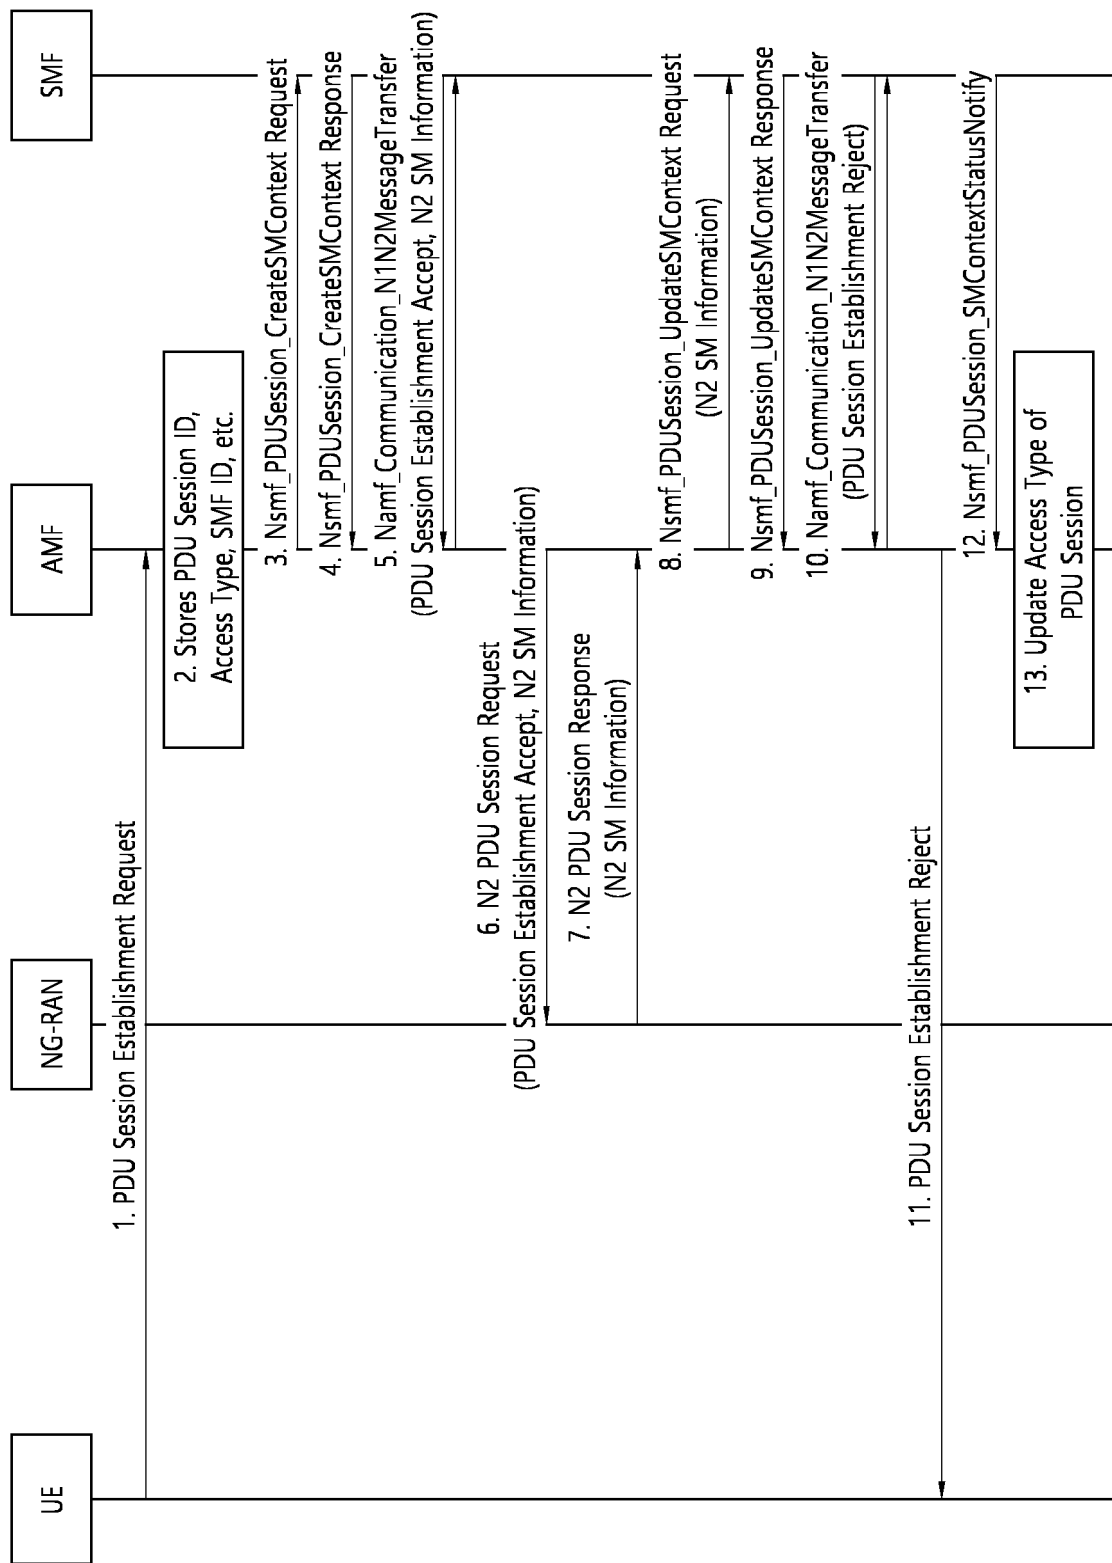 UE
NG-RAN
AMF
SMF
1. PDU Session Establishment Request
2. Stores PDU Session ID,
Access Type, SMF ID, etc.
3. Nsmf_PDUSession_CreateSMContext Request
4. Nsmf_PDUSession_CreateSMContext Response
5. Namf_Communication_N1N2MessageTransfer
(PDU Session Establishment Accept, N2 SM Information)
6. N2 PDU Session Request
(PDU Session Establishment Accept, N2 SM Information)
7. N2 PDU Session Response
(N2 SM Information)
8. Nsmf_PDUSession_UpdateSMContext Request
(N2 SM Information)
9. Nsmf_PDUSession_UpdateSMContext Response
10. Namf_Communication_N1N2MessageTransfer
(PDU Session Establishment Reject)
11. PDU Session Establishment Reject
12. Nsmf_PDUSession_SMContextStatusNotify
13. Update Access Type of
PDU Session